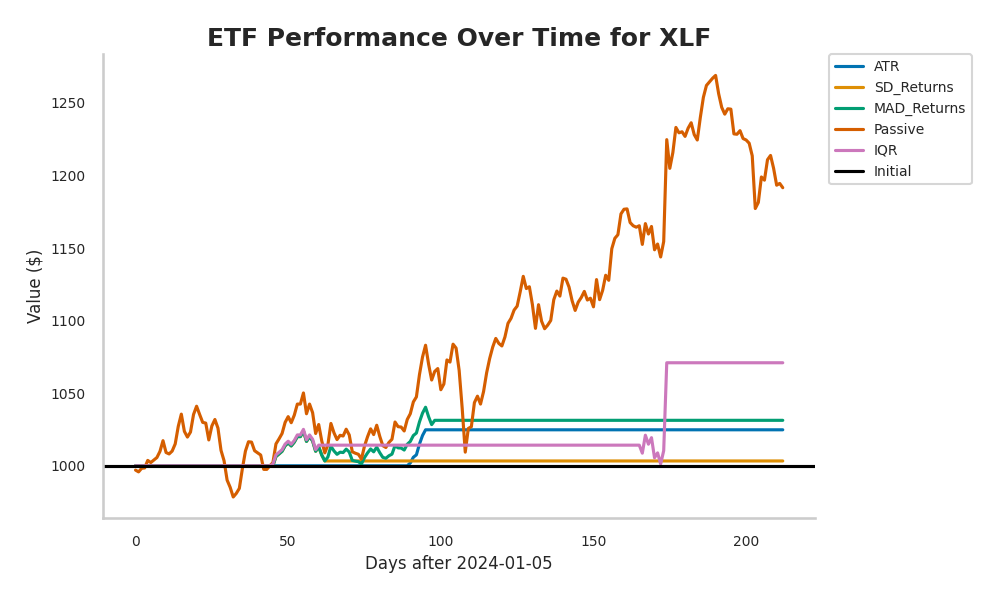 ETF Performance Over Time for XLF
ATR
SD_Returns
MAD_Returns
Passive
IQR
Initial
Value ($)
1250
1200
1150
1100
1050
1000
0 50 100 150 200
Days after 2024-01-05